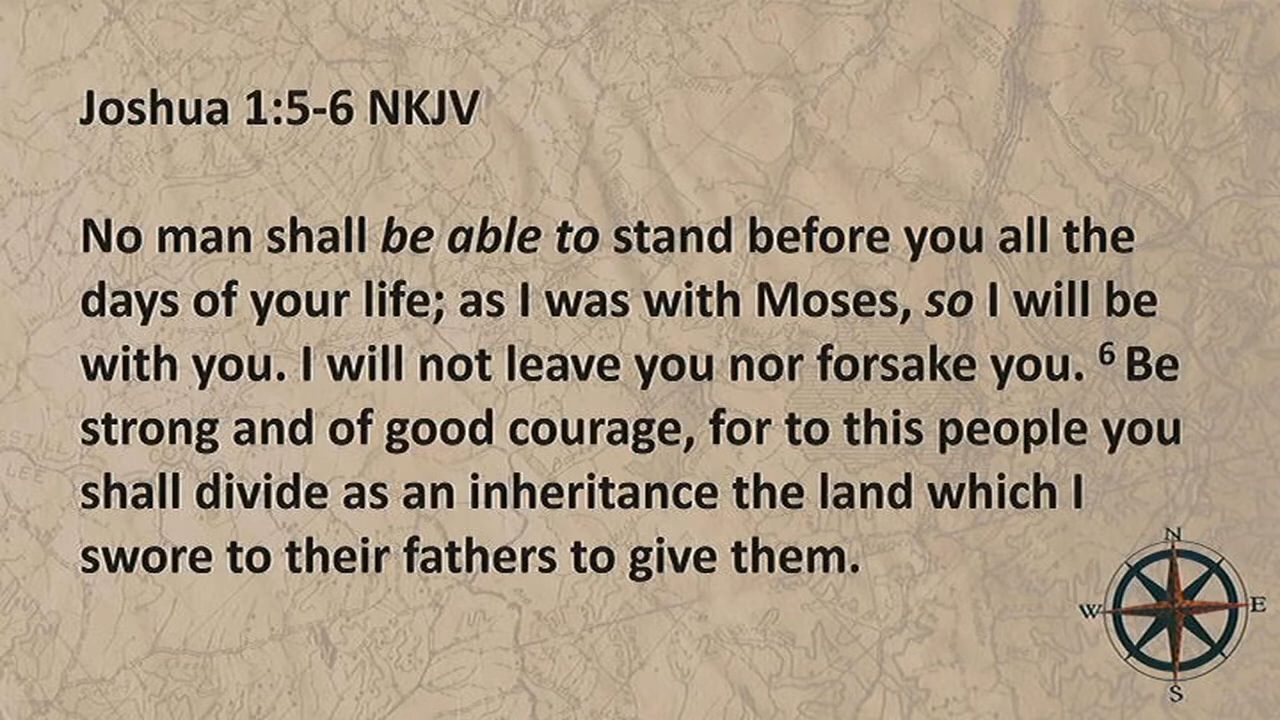 Joshua 1:5-6 NKJV
No man shall be able to stand before you all the
days of your life; as I was with Moses, so I will be
with you. I will not leave you nor forsake you. ⁶ Be
strong and of good courage, for to this people you
shall divide as an inheritance the land which I
swore to their fathers to give them.
N
W E
S